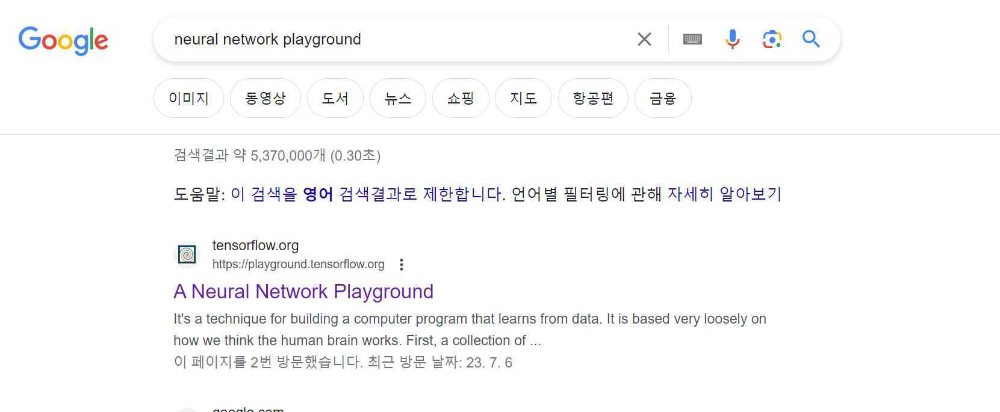 Google
neural network playground
이미지 동영상 도서 뉴스 쇼핑 지도 항공편 금융
검색결과 약 5,370,000개 (0.30초)
도움말: 이 검색을 영어 검색결과로 제한합니다. 언어별 필터링에 관해 자세히 알아보기
tensorflow.org
https://playground.tensorflow.org
A Neural Network Playground
It's a technique for building a computer program that learns from data. It is based very loosely on
how we think the human brain works. First, a collection of ...
이 페이지를 2번 방문했습니다. 최근 방문 날짜: 23. 7. 6
google.com